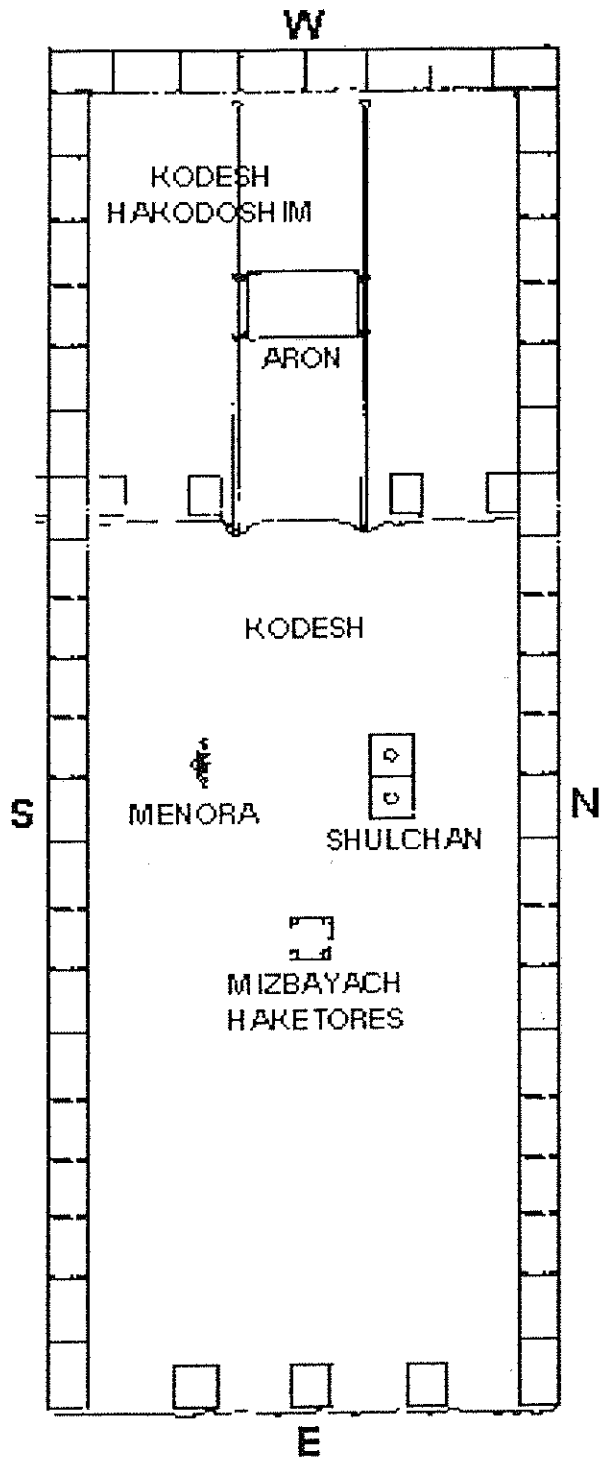 W
KODESH
HAKODOSHIM
ARON
KODESH
S
MENORA
SHULCHAN
N
MIZBAYACH
HAKETORES
E